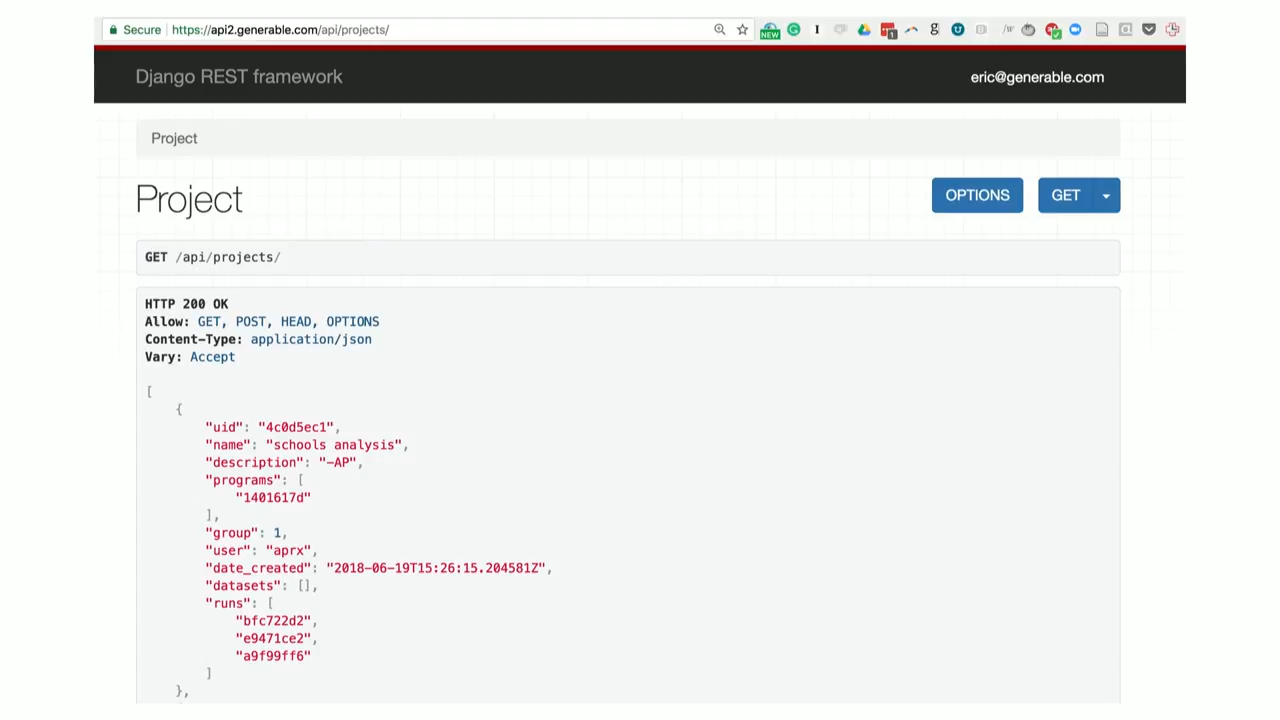 Secure https://api2.generable.com/api/projects/
NEW
1
Django REST framework
eric@generable.com
Project
Project
OPTIONS
GET
GET /api/projects/
HTTP 200 OK
Allow: GET, POST, HEAD, OPTIONS
Content-Type: application/json
Vary: Accept
[
{
"uid": "4c0d5ec1",
"name": "schools analysis",
"description": "-AP",
"programs": [
"1401617d"
],
"group": 1,
"user": "aprx",
"date_created": "2018-06-19T15:26:15.204581Z",
"datasets": [],
"runs": [
"bfc722d2",
"e9471ce2",
"a9f99ff6"
]
},